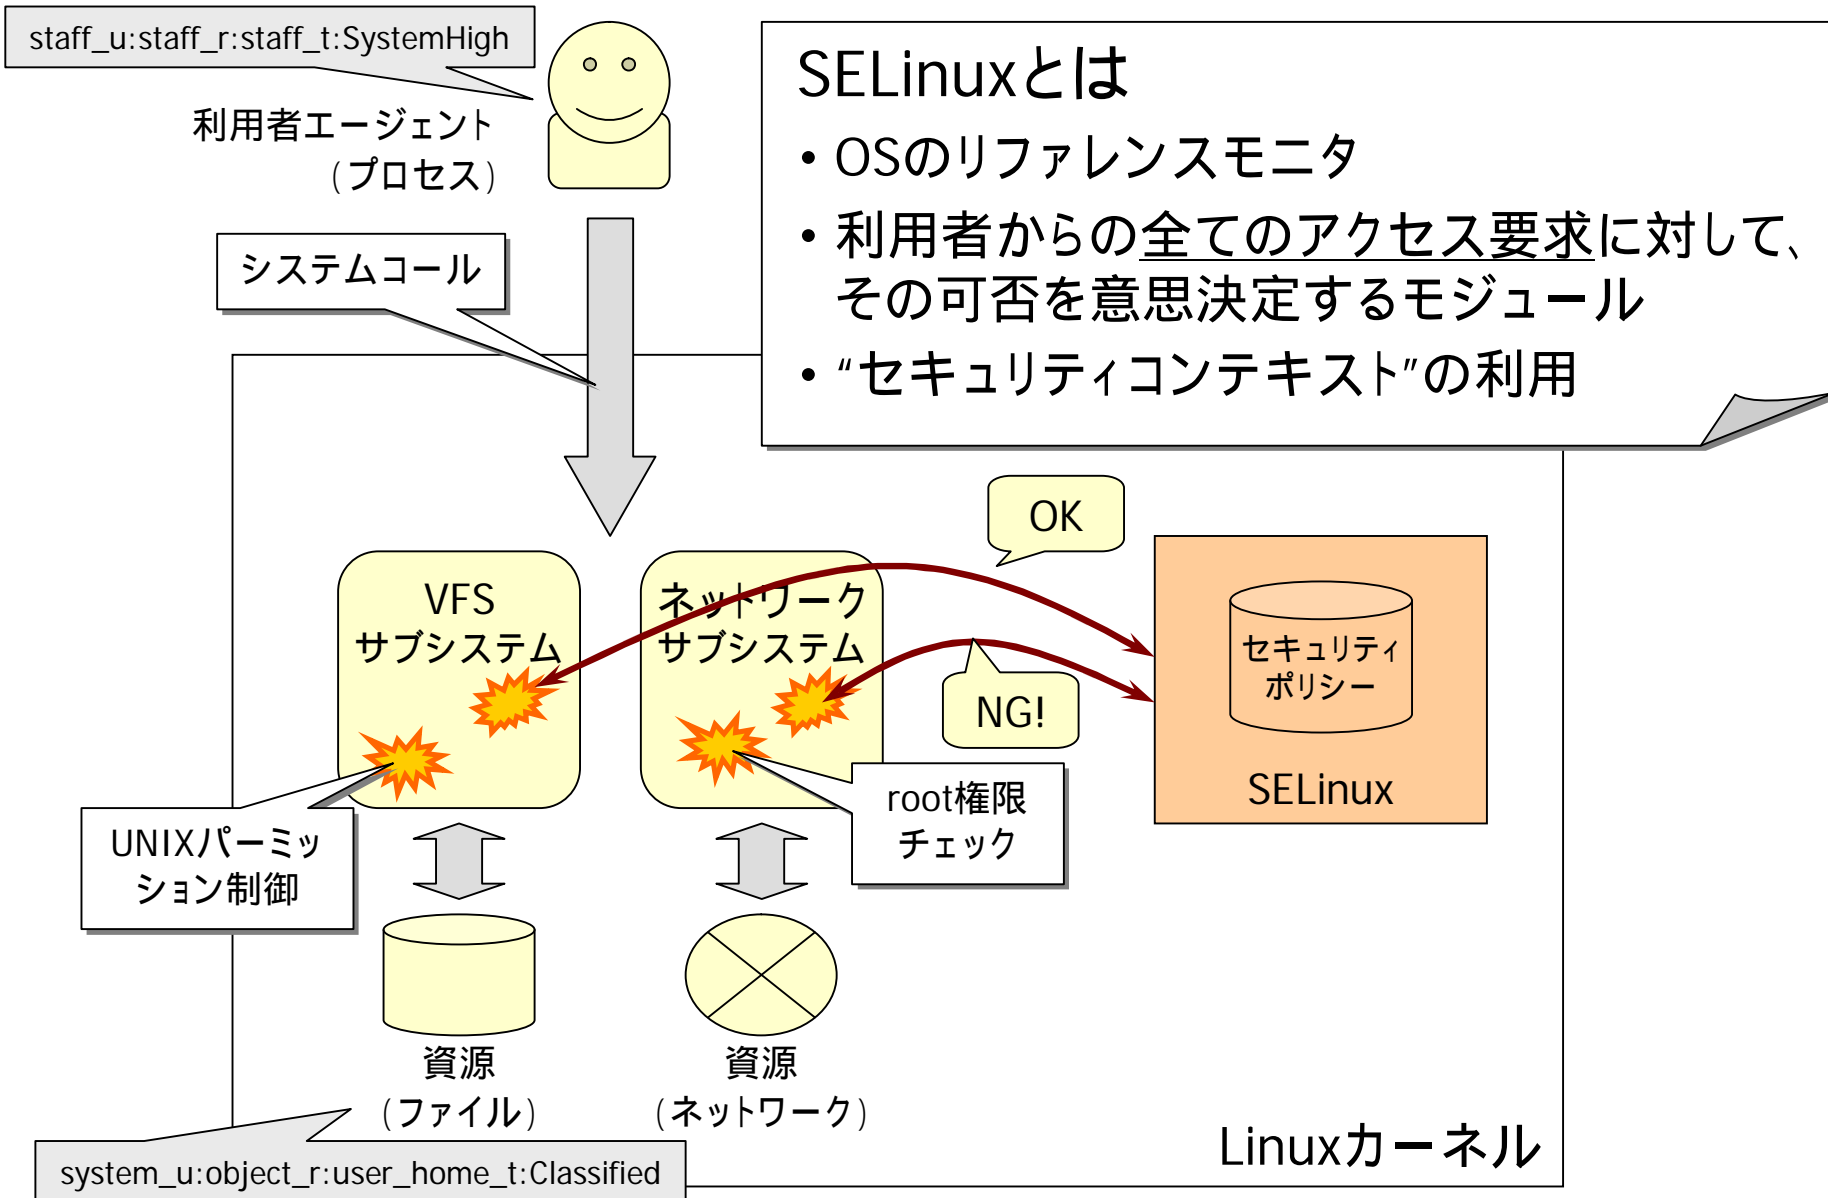 staff_u:staff_r:staff_t:SystemHigh
利用者エージェント
(プロセス)
システムコール
SELinuxとは
• OSのリファレンスモニタ
• 利用者からの全てのアクセス要求に対して、
その可否を意思決定するモジュール
• “セキュリティコンテキスト”の利用
OK
VFS
サブシステム
ネットワーク
サブシステム
NG!
セキュリティ
ポリシー
SELinux
root権限
チェック
UNIXパーミッ
ション制御
資源
(ファイル)
資源
(ネットワーク)
Linuxカーネル
system_u:object_r:user_home_t:Classified